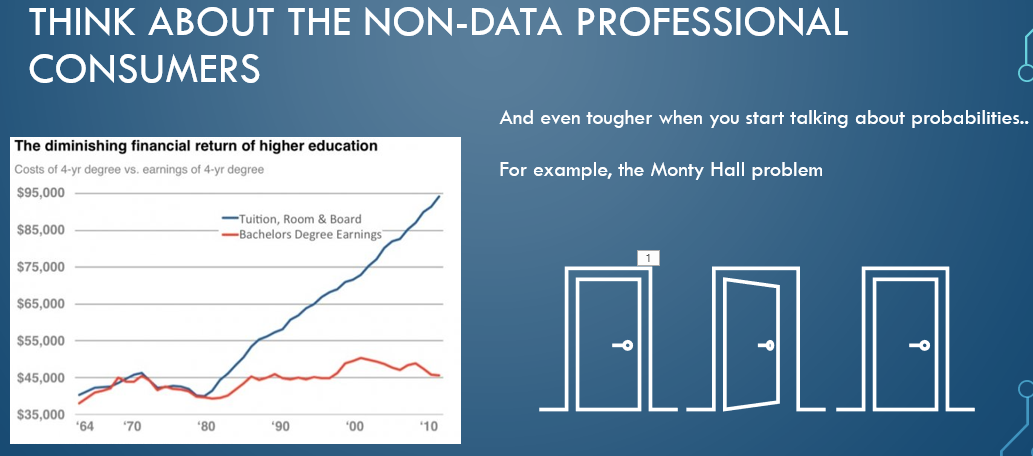 THINK ABOUT THE NON-DATA PROFESSIONAL
CONSUMERS
And even tougher when you start talking about probabilities..
For example, the Monty Hall problem
The diminishing financial return of higher education
Costs of 4-yr degree vs. earnings of 4-yr degree
$95,000
$85,000
$75,000
$65,000
$55,000
$45,000
$35,000
Tuition, Room & Board
Bachelors Degree Earnings
'64 '70 '80 '90 '00 '10
1